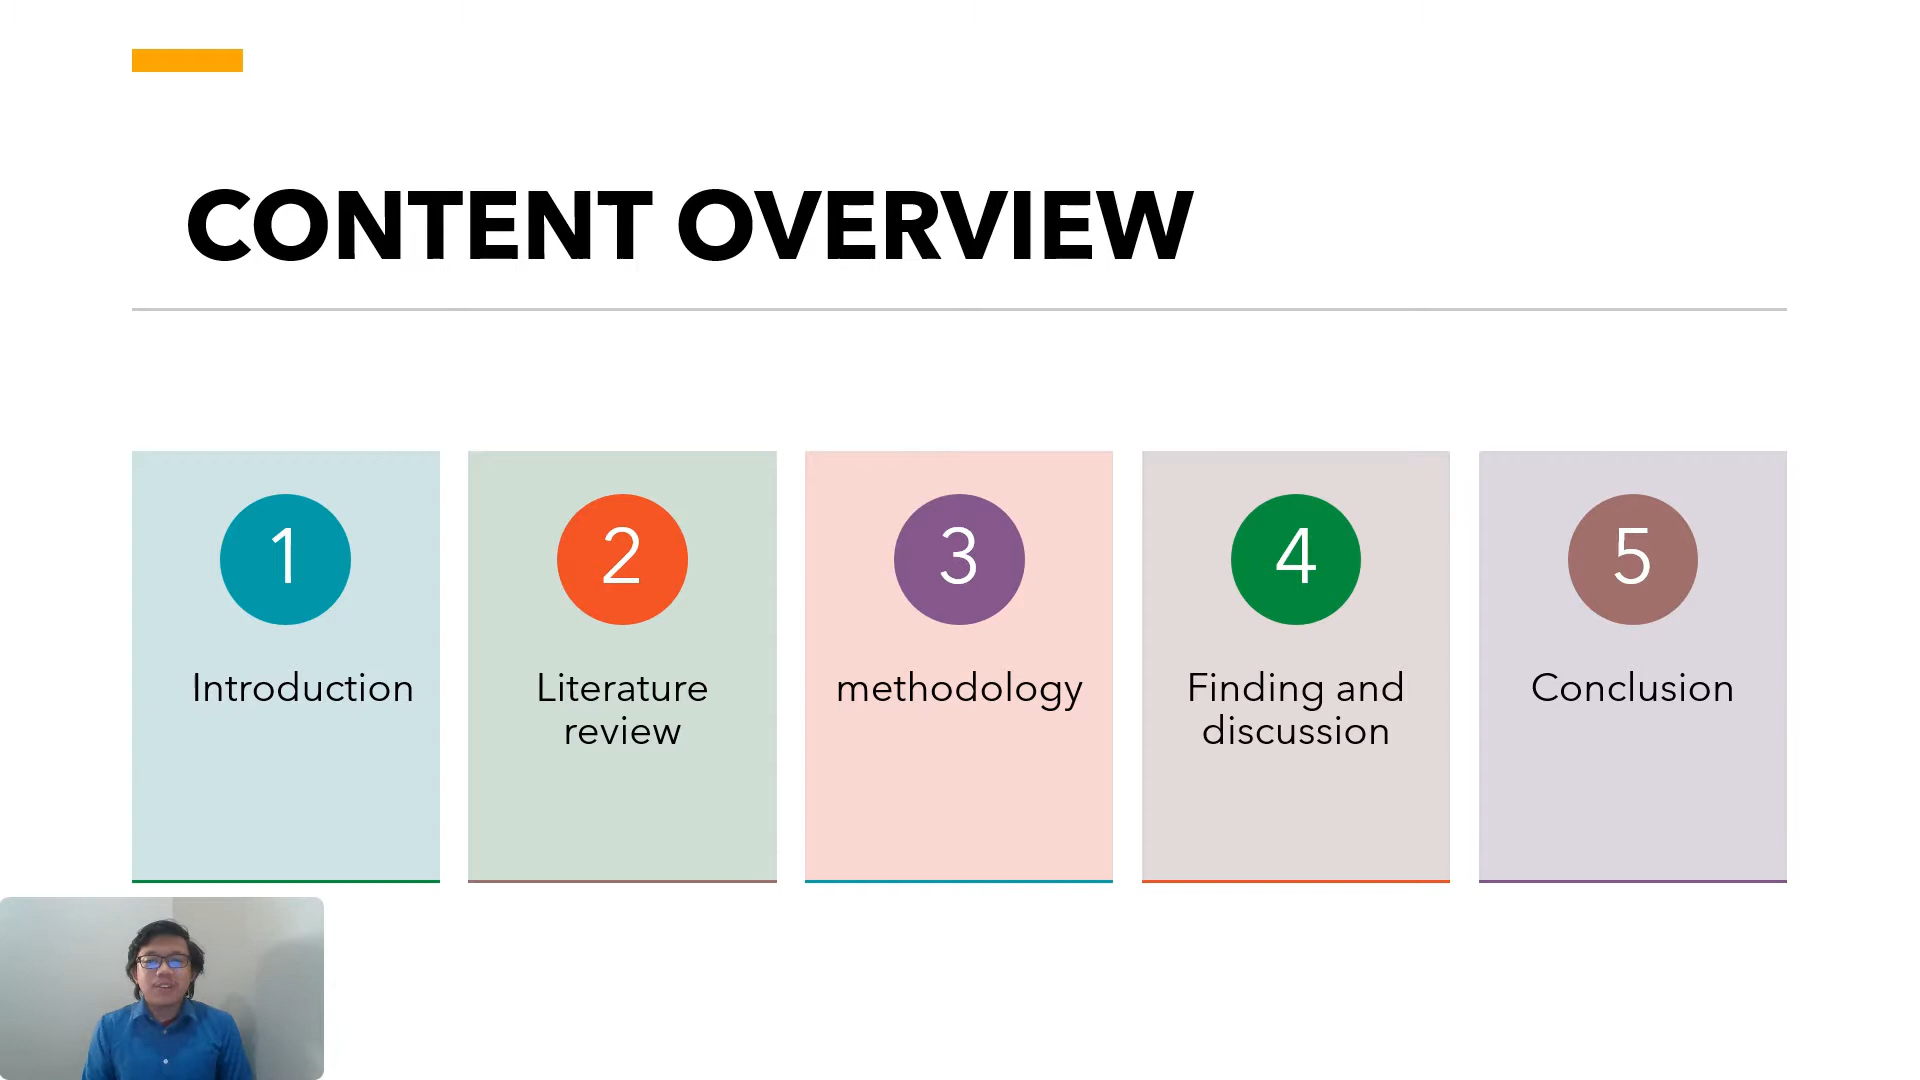 CONTENT OVERVIEW
1
Introduction
2
Literature
review
3
methodology
4
Finding and
discussion
5
Conclusion